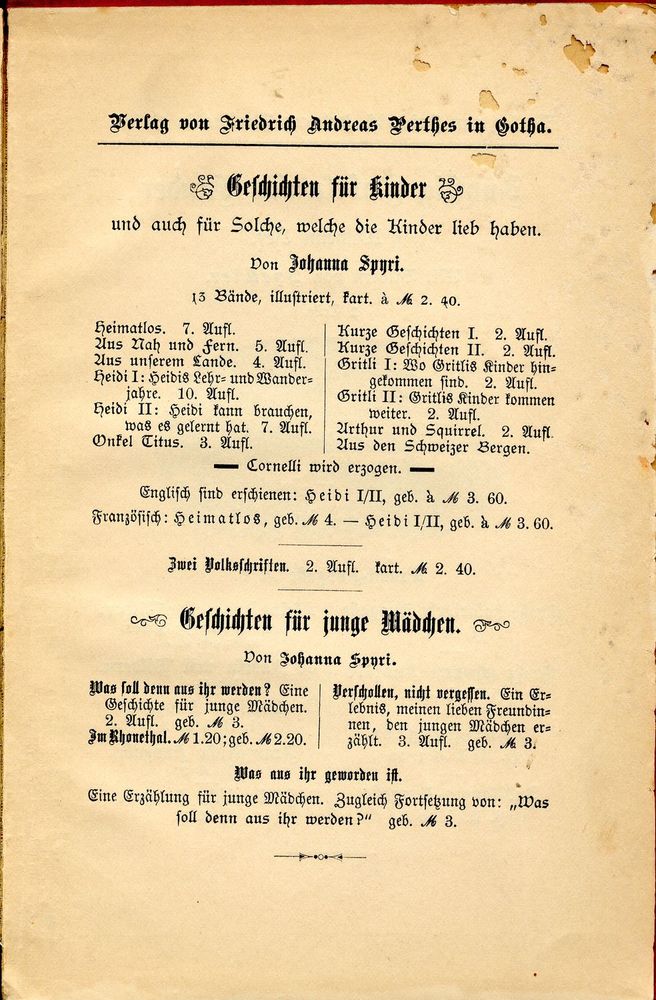 Verlag von Friedrich Andreas Perthes in Gotha.
Geschichten für Kinder
und auch für Solche, welche die Kinder lieb haben.
Von Johanna Spyri.
13 Bände, illustriert, kart. à ℳ 2. 40.
Heimatlos. 7. Aufl.
Aus Nah und Fern. 5. Aufl.
Aus unserem Lande. 4. Aufl.
Heidi I: Heidis Lehr- und Wander-
jahre. 10. Aufl.
Heidi II: Heidi kann brauchen,
was es gelernt hat. 7. Aufl.
Onkel Titus. 3. Aufl.
Kurze Geschichten I. 2. Aufl.
Kurze Geschichten II. 2. Aufl.
Gritli I: Wo Gritlis Kinder hin-
gekommen sind. 2. Aufl.
Gritli II: Gritlis Kinder kommen
weiter. 2. Aufl.
Arthur und Squirrel. 2. Aufl.
Aus den Schweizer Bergen.
— Cornelli wird erzogen. —
Englisch sind erschienen: Heidi I/II, geb. à ℳ 3. 60.
Französisch: Heimatlos, geb. ℳ 4. — Heidi I/II, geb. à ℳ 3. 60.
Zwei Volksschriften. 2. Aufl. kart. ℳ 2. 40.
Geschichten für junge Mädchen.
Von Johanna Spyri.
Was soll denn aus ihr werden? Eine
Geschichte für junge Mädchen.
2. Aufl. geb. ℳ 3.
Im Rhonethal. ℳ 1.20; geb. ℳ 2.20.
Verschollen, nicht vergessen. Ein Er-
lebnis, meinen lieben Freundin-
nen, den jungen Mädchen er-
zählt. 3. Aufl. geb. ℳ 3.
Was aus ihr geworden ist.
Eine Erzählung für junge Mädchen. Zugleich Fortsetzung von: „Was
soll denn aus ihr werden?" geb. ℳ 3.